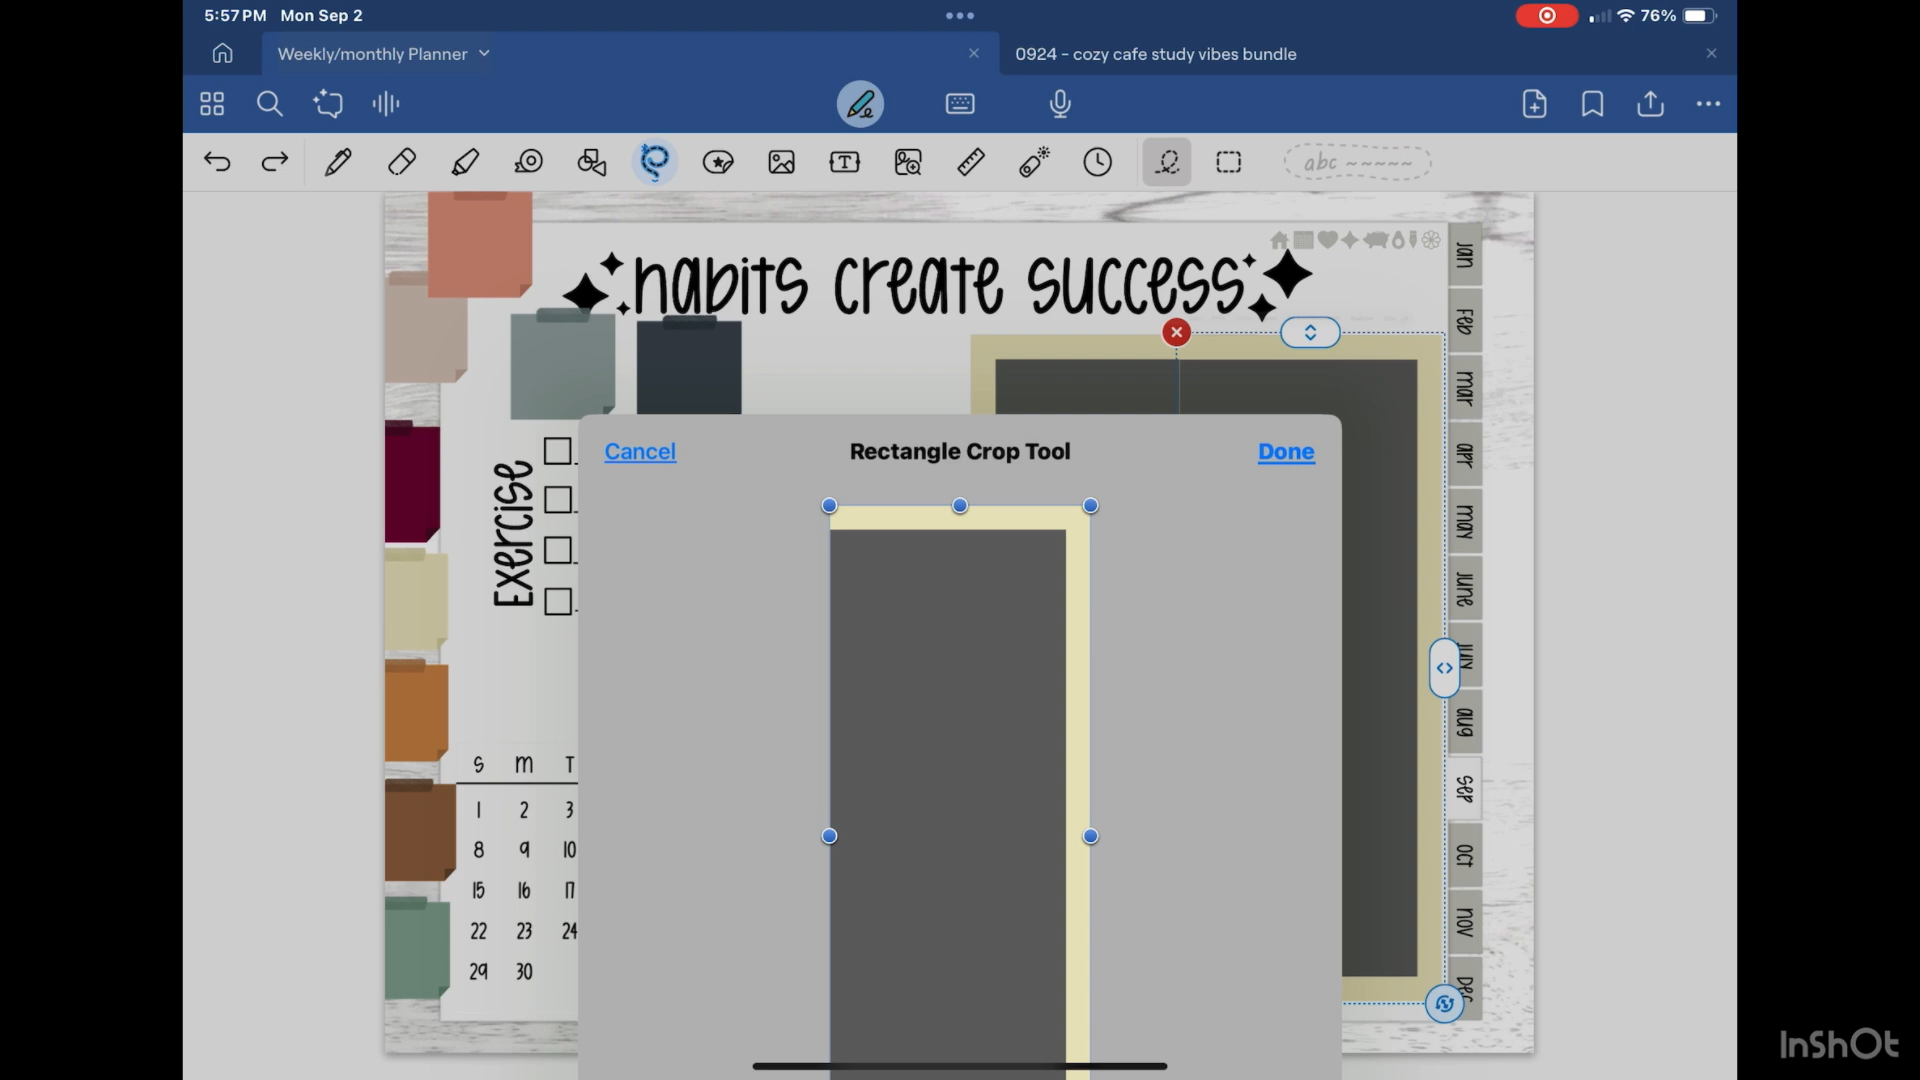 5:57 PM Mon Sep 2
76%
Weekly/monthly Planner
0924 - cozy cafe study vibes bundle
T
abc
habits create success
Jan
Feb
mar
apr
may
June
July
aug
Sep
Oct
Nov
Dec
Cancel
Rectangle Crop Tool
Done
Exercise
S M T
1 2 3
8 9 10
15 16 17
22 23 24
29 30
InShOt